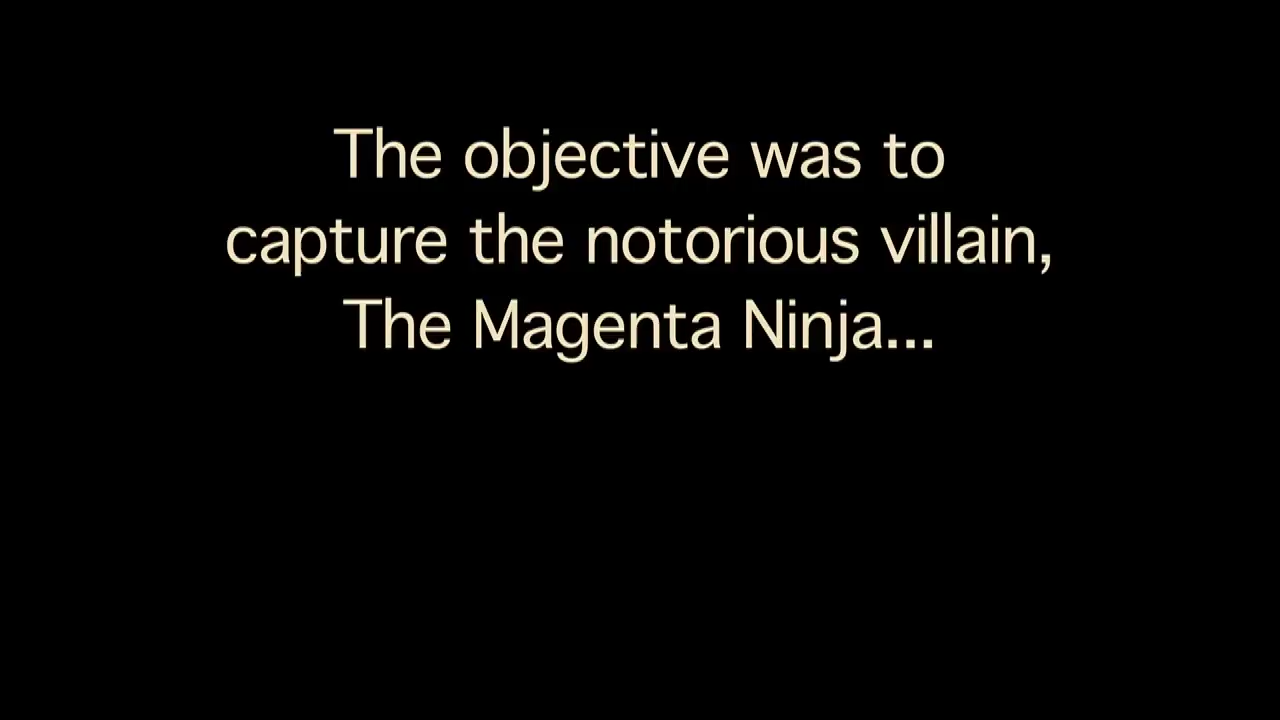 The objective was to
capture the notorious villain,
The Magenta Ninja...